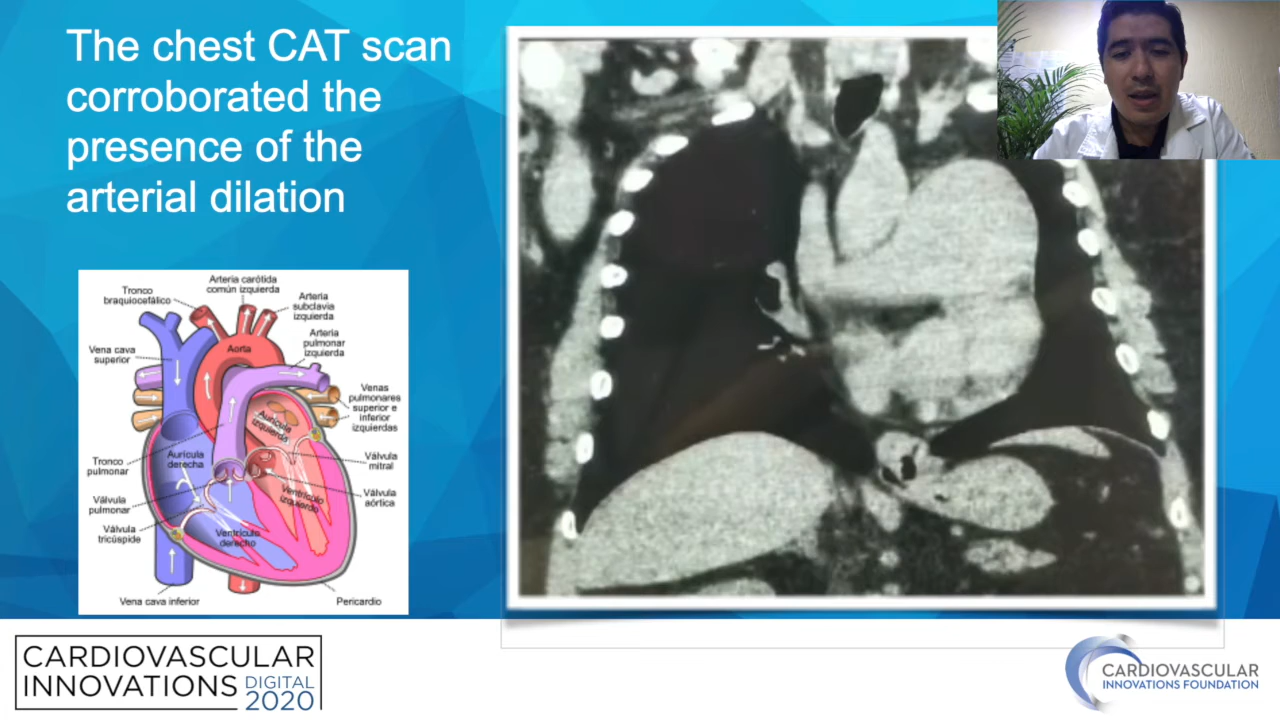 The chest CAT scan
corroborated the
presence of the
arterial dilation
Arteria carótida
común izquierda
Tronco
braquiocefálico
Arteria
subclavia
izquierda
Arteria
pulmonar
izquierda
Aorta
Vena cava
superior
Venas
pulmonares
superior e
inferior
izquierdas
Aurícula
izquierda
Aurícula
derecha
Válvula
mitral
Tronco
pulmonar
Ventrículo
izquierdo
Válvula
aórtica
Válvula
pulmonar
Válvula
tricúspide
Ventrículo
derecho
Vena cava inferior
Pericardio
CARDIOVASCULAR
INNOVATIONS DIGITAL
2020
CARDIOVASCULAR
INNOVATIONS FOUNDATION